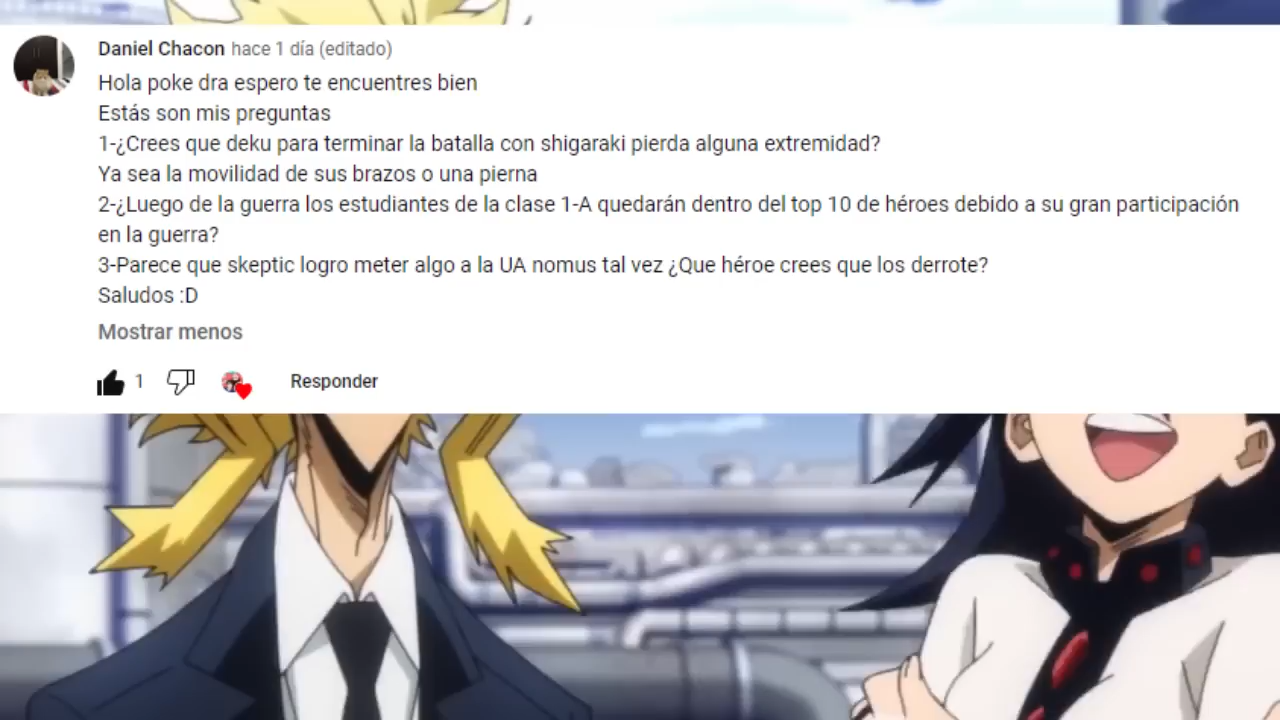 Daniel Chacon hace 1 día (editado)
Hola poke dra espero te encuentres bien
Estás son mis preguntas
1-¿Crees que deku para terminar la batalla con shigaraki pierda alguna extremidad?
Ya sea la movilidad de sus brazos o una pierna
2-¿Luego de la guerra los estudiantes de la clase 1-A quedarán dentro del top 10 de héroes debido a su gran participación
en la guerra?
3-Parece que skeptic logro meter algo a la UA nomus tal vez ¿Que héroe crees que los derrote?
Saludos :D
Mostrar menos
1 Responder